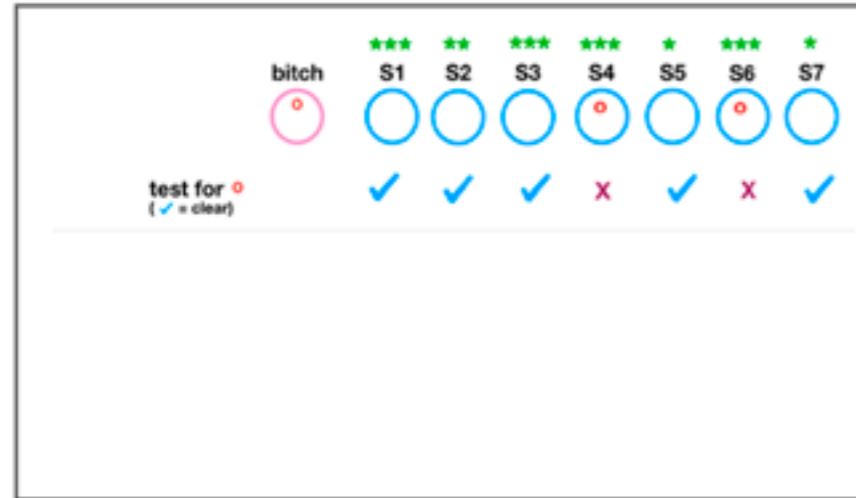 *** ** *** *** * *** *
bitch S1 S2 S3 S4 S5 S6 S7
test for o
( ✓ = clear)
✓ ✓ ✓ X ✓ X ✓